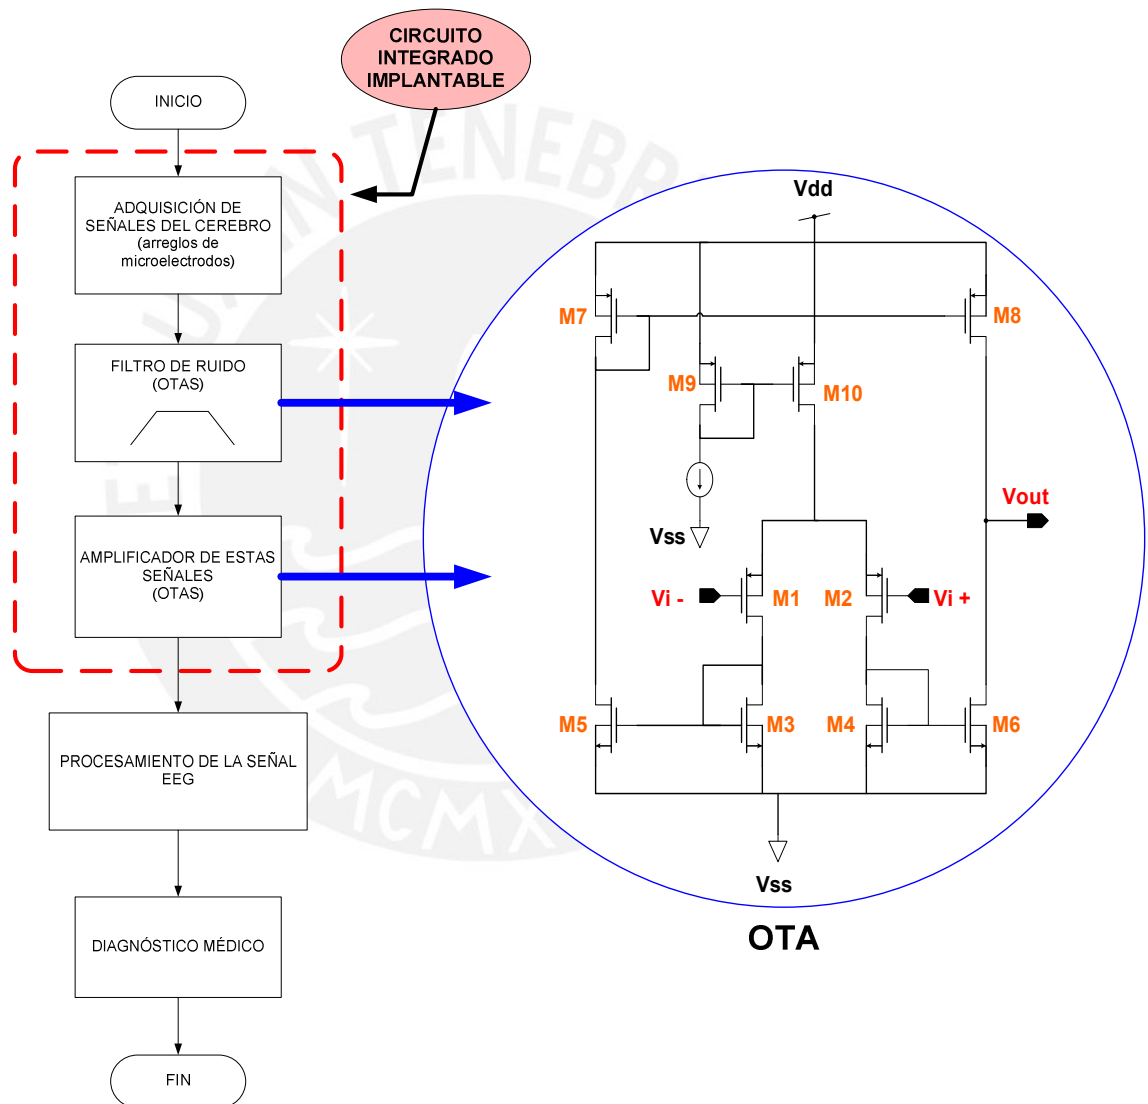 CIRCUITO
INTEGRADO
IMPLANTABLE
INICIO
ADQUISICIÓN DE
SEÑALES DEL CEREBRO
(arreglos de
microelectrodos)
FILTRO DE RUIDO
(OTAS)
AMPLIFICADOR DE ESTAS
SEÑALES
(OTAS)
PROCESAMIENTO DE LA SEÑAL
EEG
DIAGNÓSTICO MÉDICO
FIN
Vdd
M7
M8
M9
M10
Vss
Vout
Vi -
M1
M2
Vi +
M5
M3
M4
M6
Vss
OTA
TENEBR
MCMX